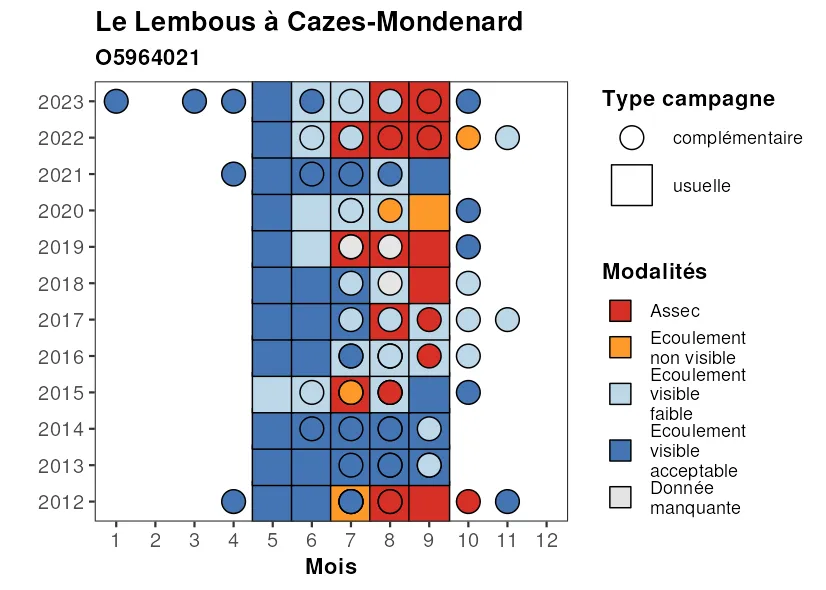 Le Lembous à Cazes-Mondenard
O5964021
2023
2022
2021
2020
2019
2018
2017
2016
2015
2014
2013
2012
1 2 3 4 5 6 7 8 9 10 11 12
Mois
Type campagne
complémentaire
usuelle
Modalités
Assec
Ecoulement
non visible
Ecoulement
visible
faible
Ecoulement
visible
acceptable
Donnée
manquante